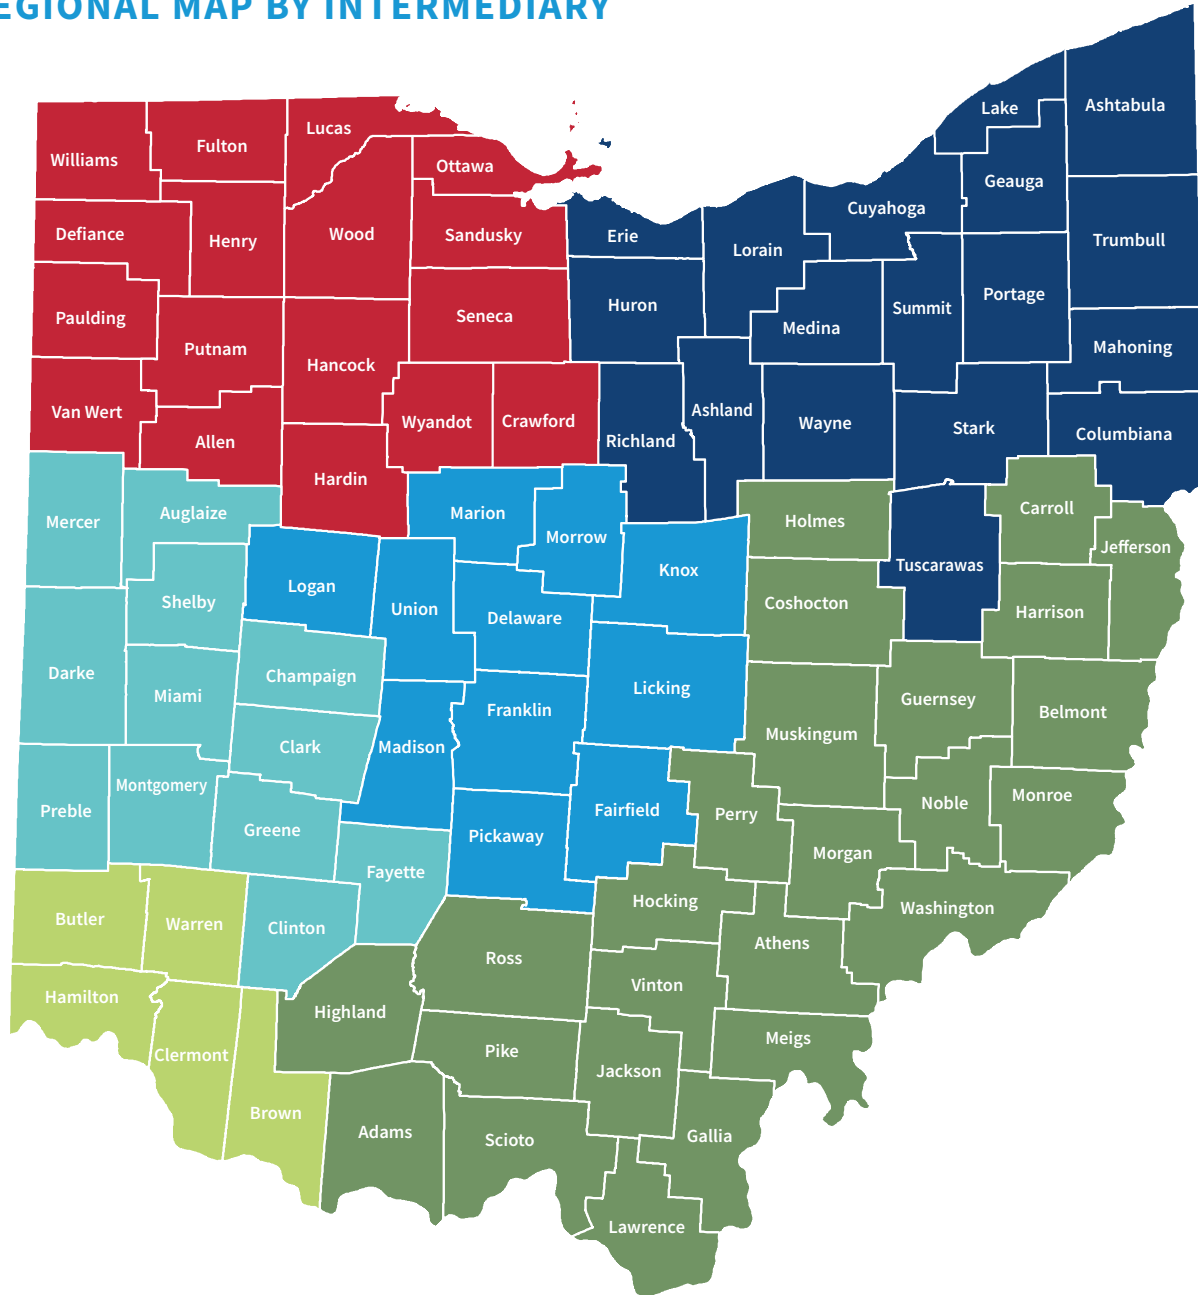 EGIONAL MAP BY INTERMEDIARY
Lake
Ashtabula
Lucas
Fulton
Williams
Ottawa
Geauga
Cuyahoga
Defiance
Henry
Wood
Sandusky
Erie
Lorain
Trumbull
Paulding
Seneca
Huron
Medina
Summit
Portage
Putnam
Hancock
Mahoning
Van Wert
Allen
Wyandot
Crawford
Richland
Ashland
Wayne
Stark
Columbiana
Hardin
Mercer
Auglaize
Marion
Morrow
Holmes
Carroll
Jefferson
Logan
Knox
Tuscarawas
Shelby
Union
Delaware
Coshocton
Harrison
Darke
Miami
Champaign
Licking
Guernsey
Belmont
Franklin
Clark
Madison
Muskingum
Preble
Montgomery
Greene
Pickaway
Fairfield
Perry
Noble
Monroe
Fayette
Morgan
Butler
Warren
Clinton
Hocking
Washington
Ross
Athens
Hamilton
Highland
Vinton
Clermont
Pike
Jackson
Meigs
Brown
Adams
Scioto
Gallia
Lawrence